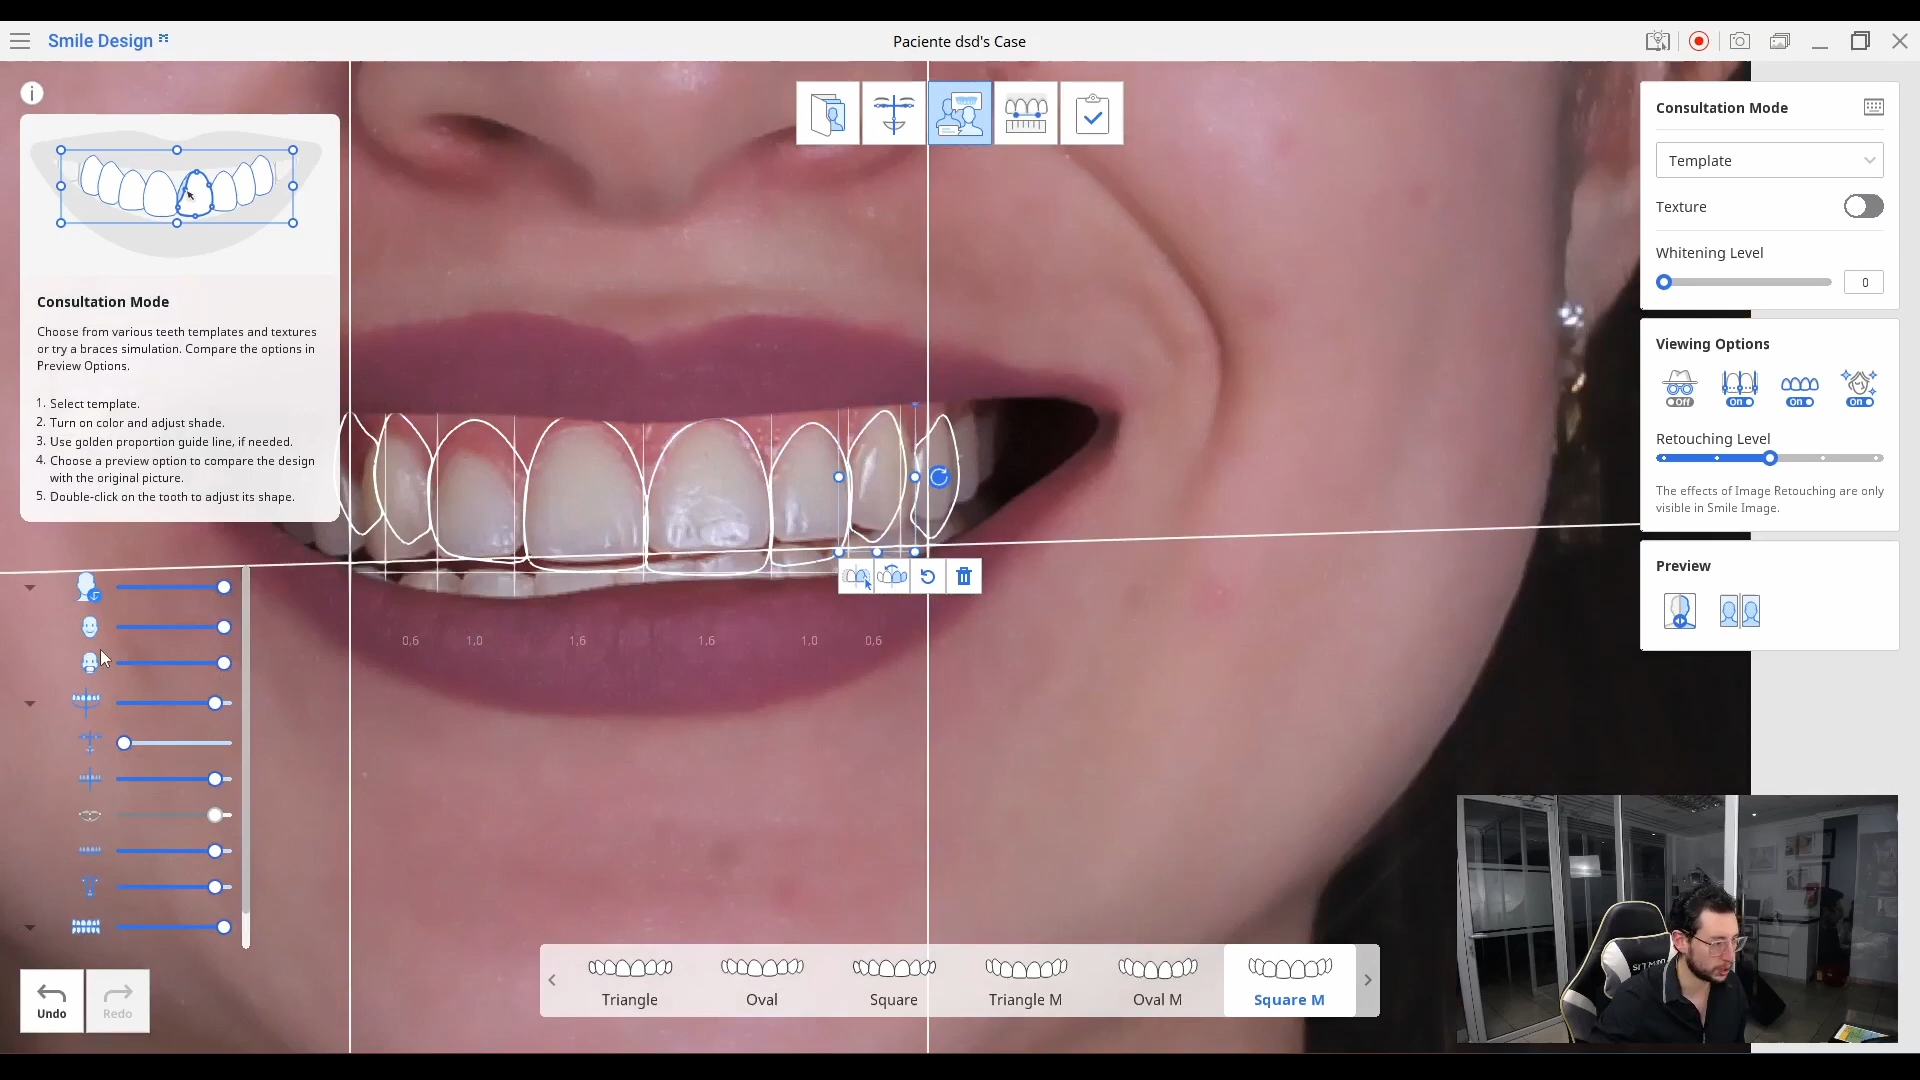 Smile Design
Paciente dsd's Case
Consultation Mode
Choose from various teeth templates and textures
or try a braces simulation. Compare the options in
Preview Options.
1. Select template.
2. Turn on color and adjust shade.
3. Use golden proportion guide line, if needed.
4. Choose a preview option to compare the design
with the original picture.
5. Double-click on the tooth to adjust its shape.
Consultation Mode
Template
Texture
Whitening Level
0
Viewing Options
Off
On
On
On
Retouching Level
The effects of Image Retouching are only
visible in Smile Image.
Preview
0,6 1,0 1,6 1,6 1,0 0,6
Undo
Redo
Triangle
Oval
Square
Triangle M
Oval M
Square M